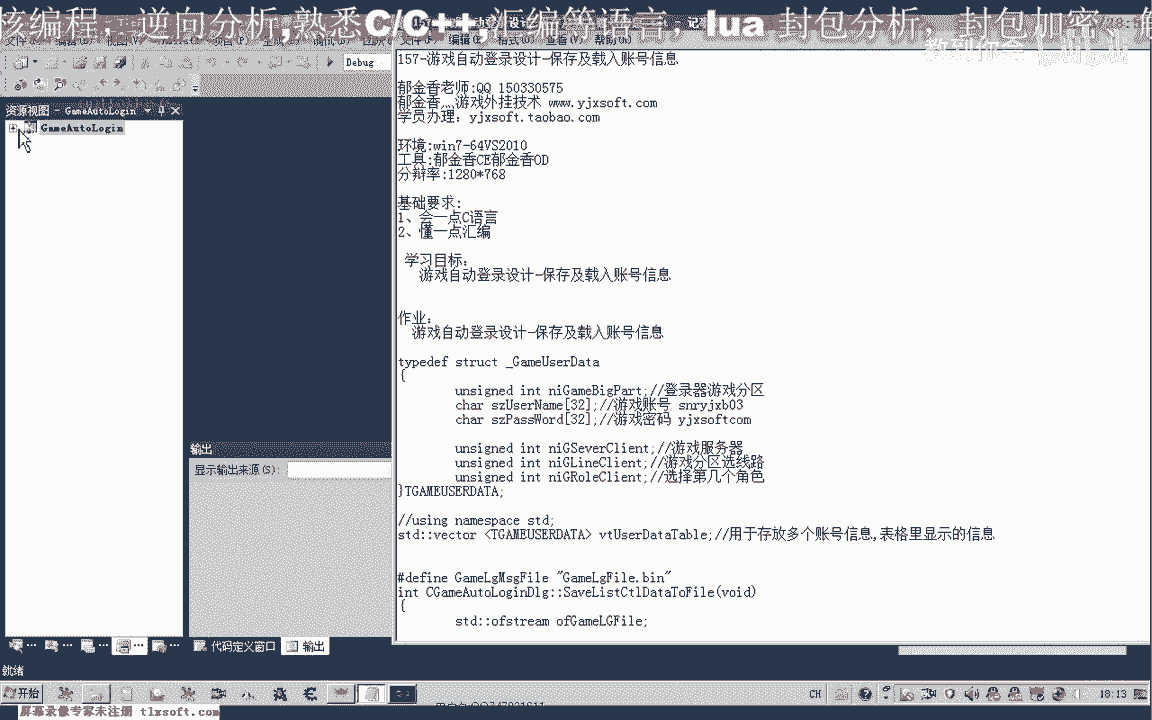 核编程，逆向分析,熟悉C/C++ ,汇编等语言，lua 封包分析，封包加密、解
Debug
资源视图 - GameAutoLogin
GameAutoLogin
输出
显示输出来源(S):
代码定义窗口
输出
就绪
157-游戏自动登录设计-保存及载入账号信息
郁金香老师:QQ 150330575
郁金香灬游戏外挂技术 www.yjxsoft.com
学员办理：yjxsoft.taobao.com
环境:win7-64VS2010
工具:郁金香CE郁金香OD
分辩率:1280*768
基础要求:
1、会一点C语言
2、懂一点汇编
学习目标：
游戏自动登录设计-保存及载入账号信息
作业：
游戏自动登录设计-保存及载入账号信息
typedef struct _GameUserData
{
unsigned int niGameBigPart;//登录器游戏分区
char szUserName[32];//游戏账号 snryjxb03
char szPassWord[32];//游戏密码 yjxsoftcom
unsigned int niGSeverClient;//游戏服务器
unsigned int niGLineClient;//游戏分区选线路
unsigned int niGRoleClient;//选择第几个角色
}TGAMEUSERDATA;
//using namespace std;
std::vector <TGAMEUSERDATA> vtUserDataTable;//用于存放多个账号信息,表格里显示的信息
#define GameLgMsgFile "GameLgFile.bin"
int CGameAutoLoginDlg::SaveListCtlDataToFile(void)
{
std::ofstream ofGameLGFile;
开始
CH
18:13
屏幕录像专家未注册 tlxsoft.com